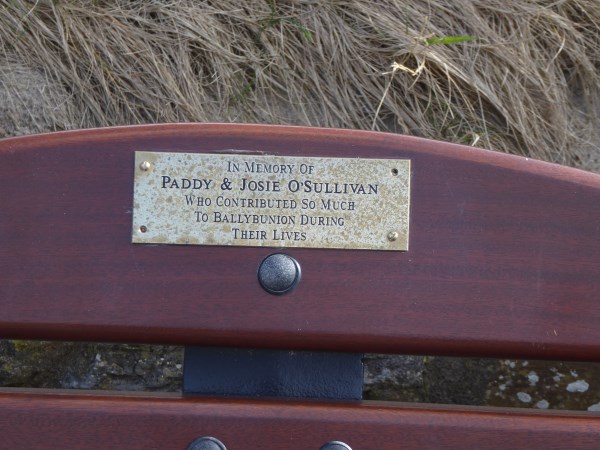 In Memory Of
Paddy & Josie O'Sullivan
Who Contributed So Much
To Ballybunion During
Their Lives